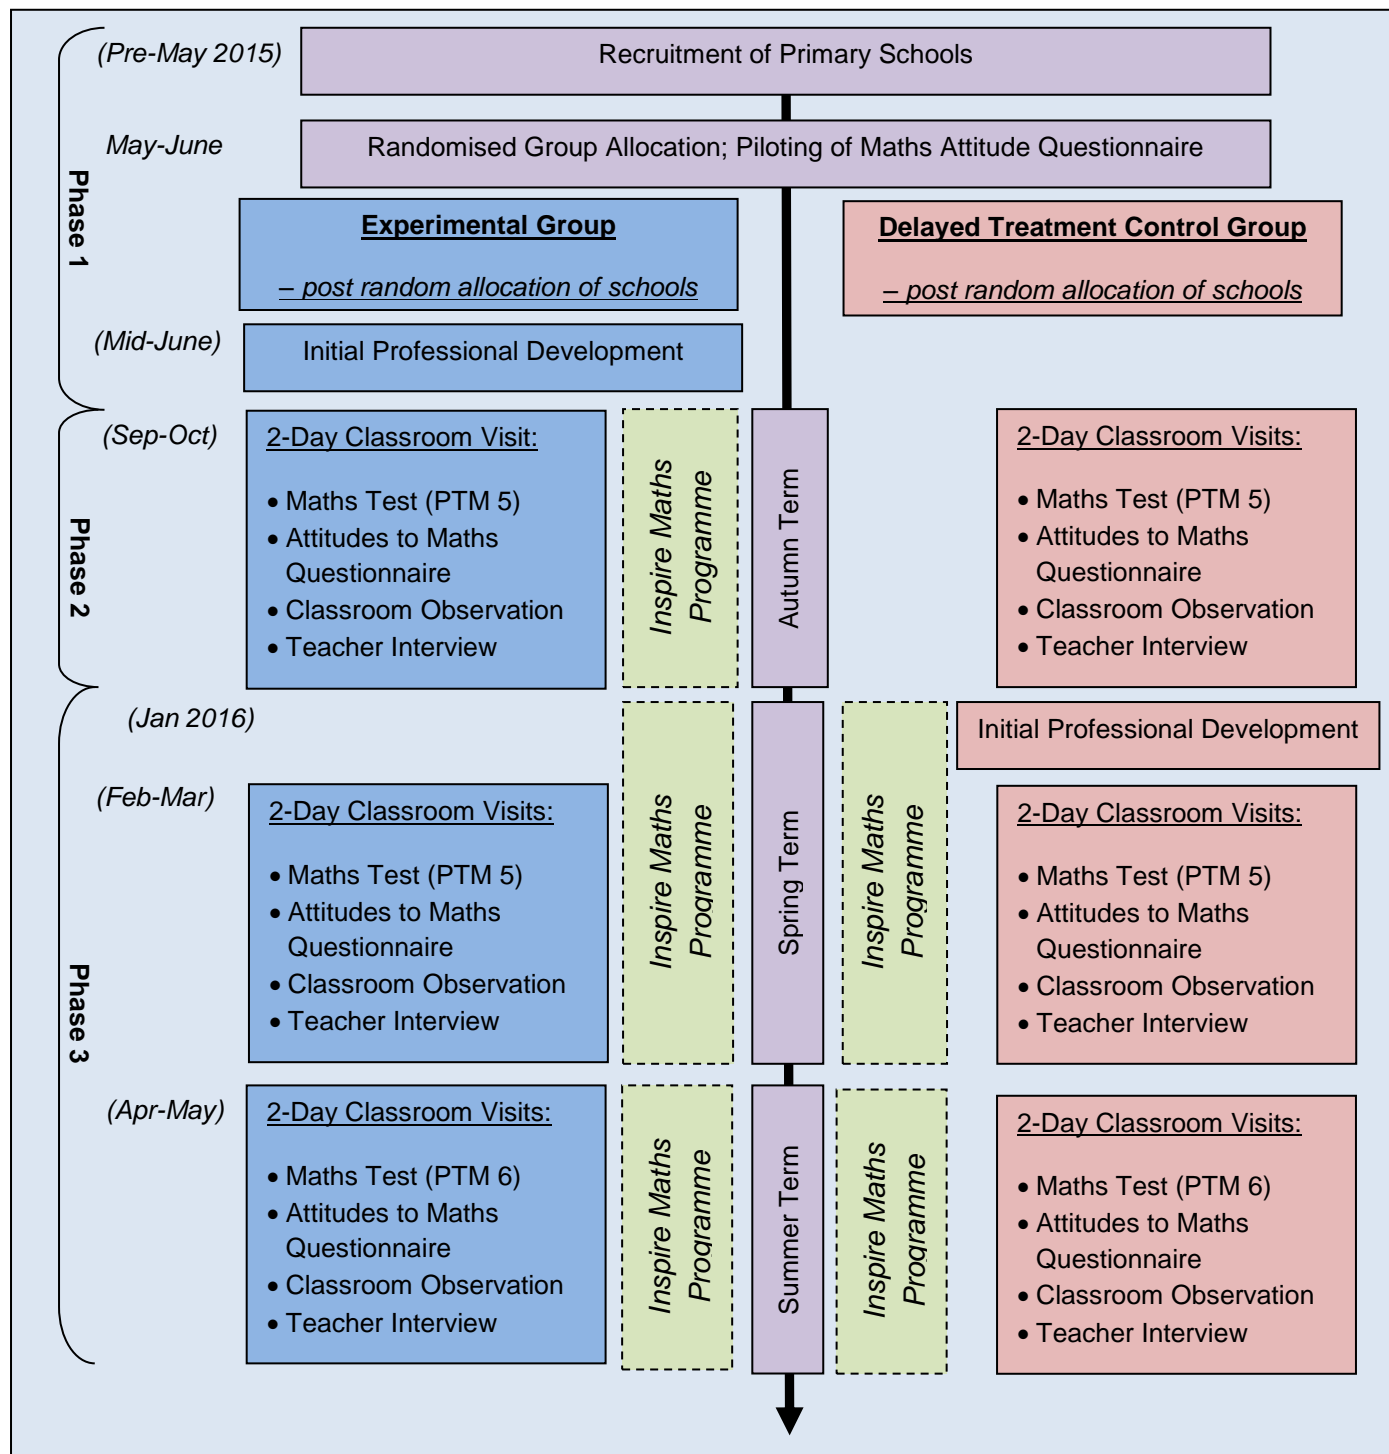 (Pre-May 2015)
Recruitment of Primary Schools
May-June
Randomised Group Allocation; Piloting of Maths Attitude Questionnaire
Phase 1
Experimental Group
– post random allocation of schools
Delayed Treatment Control Group
– post random allocation of schools
(Mid-June)
Initial Professional Development
Phase 2
(Sep-Oct)
2-Day Classroom Visit:
• Maths Test (PTM 5)
• Attitudes to Maths
Questionnaire
• Classroom Observation
• Teacher Interview
Inspire Maths
Programme
Autumn Term
2-Day Classroom Visits:
• Maths Test (PTM 5)
• Attitudes to Maths
Questionnaire
• Classroom Observation
• Teacher Interview
Phase 3
(Jan 2016)
Initial Professional Development
(Feb-Mar)
2-Day Classroom Visits:
• Maths Test (PTM 5)
• Attitudes to Maths
Questionnaire
• Classroom Observation
• Teacher Interview
Inspire Maths
Programme
Spring Term
Inspire Maths
Programme
2-Day Classroom Visits:
• Maths Test (PTM 5)
• Attitudes to Maths
Questionnaire
• Classroom Observation
• Teacher Interview
(Apr-May)
2-Day Classroom Visits:
• Maths Test (PTM 6)
• Attitudes to Maths
Questionnaire
• Classroom Observation
• Teacher Interview
Inspire Maths
Programme
Summer Term
Inspire Maths
Programme
2-Day Classroom Visits:
• Maths Test (PTM 6)
• Attitudes to Maths
Questionnaire
• Classroom Observation
• Teacher Interview